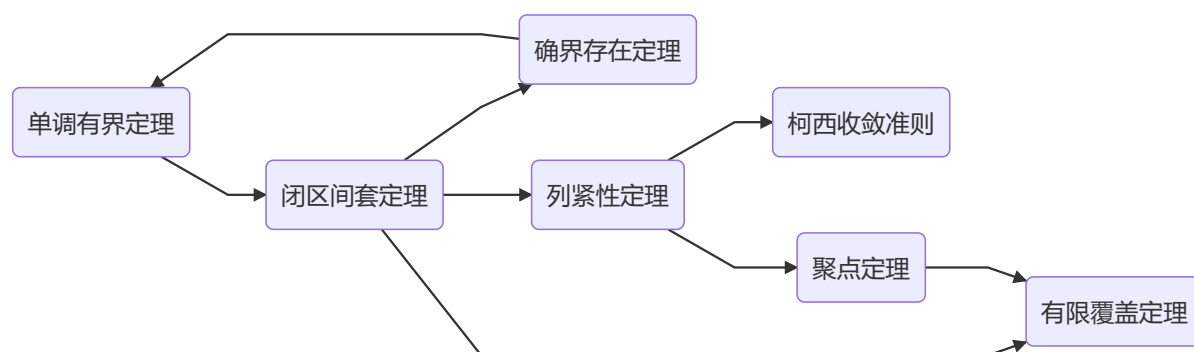 确界存在定理
单调有界定理
柯西收敛准则
闭区间套定理
列紧性定理
聚点定理
有限覆盖定理